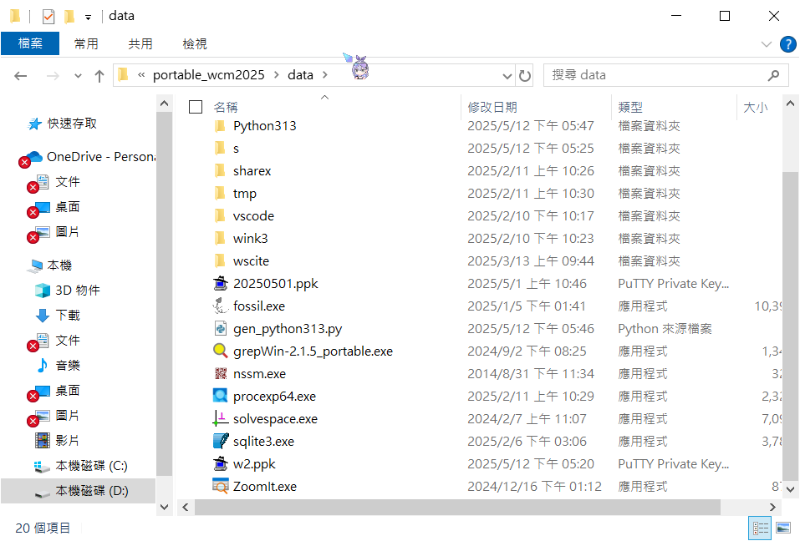 data
檔案 常用 共用 檢視
« portable_wcm2025 > data > 搜尋 data
名稱 修改日期 類型 大小
快速存取
OneDrive - Persona
文件
桌面
圖片
本機
3D 物件
下載
文件
音樂
桌面
圖片
影片
本機磁碟 (C:)
本機磁碟 (D:)
Python313 2025/5/12 下午 05:47 檔案資料夾
s 2025/5/12 下午 05:25 檔案資料夾
sharex 2025/2/11 上午 10:26 檔案資料夾
tmp 2025/2/11 上午 10:30 檔案資料夾
vscode 2025/2/10 下午 10:17 檔案資料夾
wink3 2025/2/10 下午 10:23 檔案資料夾
wscite 2025/3/13 上午 09:44 檔案資料夾
20250501.ppk 2025/5/1 上午 10:46 PuTTY Private Key...
fossil.exe 2025/1/5 下午 01:41 應用程式 10,39
gen_python313.py 2025/5/12 下午 05:46 Python 來源檔案
grepWin-2.1.5_portable.exe 2024/9/2 下午 08:25 應用程式 1,34
nssm.exe 2014/8/31 下午 11:34 應用程式 32
procexp64.exe 2025/2/11 上午 10:29 應用程式 2,32
solvespace.exe 2024/2/7 上午 11:07 應用程式 7,09
sqlite3.exe 2025/2/6 下午 03:06 應用程式 3,78
w2.ppk 2025/5/12 下午 05:20 PuTTY Private Key...
ZoomIt.exe 2024/12/16 下午 01:12 應用程式 87
20 個項目